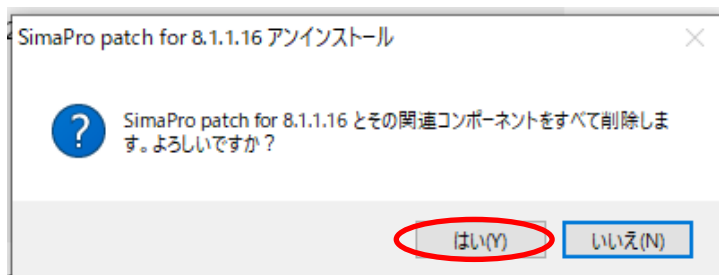 SimaPro patch for 8.1.1.16 アンインストール
SimaPro patch for 8.1.1.16 とその関連コンポーネントをすべて削除しま
す。よろしいですか？
はい(Y)
いいえ(N)